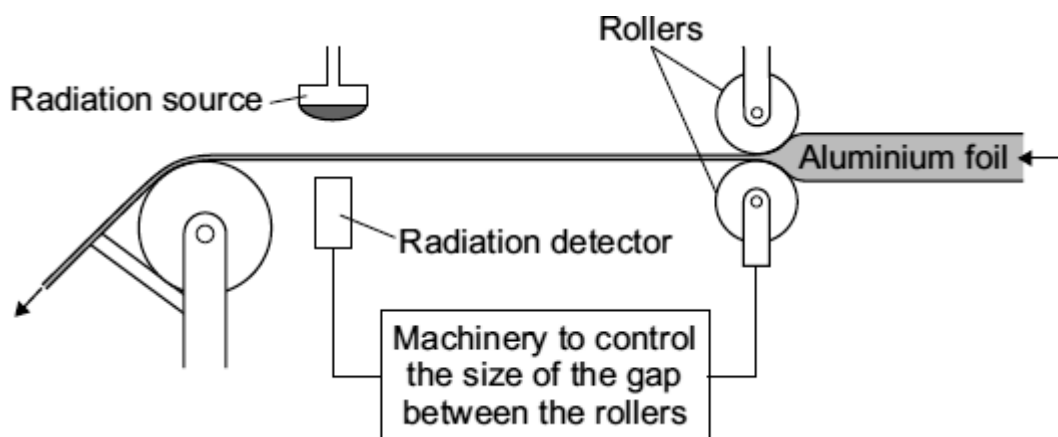 Rollers
Radiation source
Aluminium foil
Radiation detector
Machinery to control
the size of the gap
between the rollers